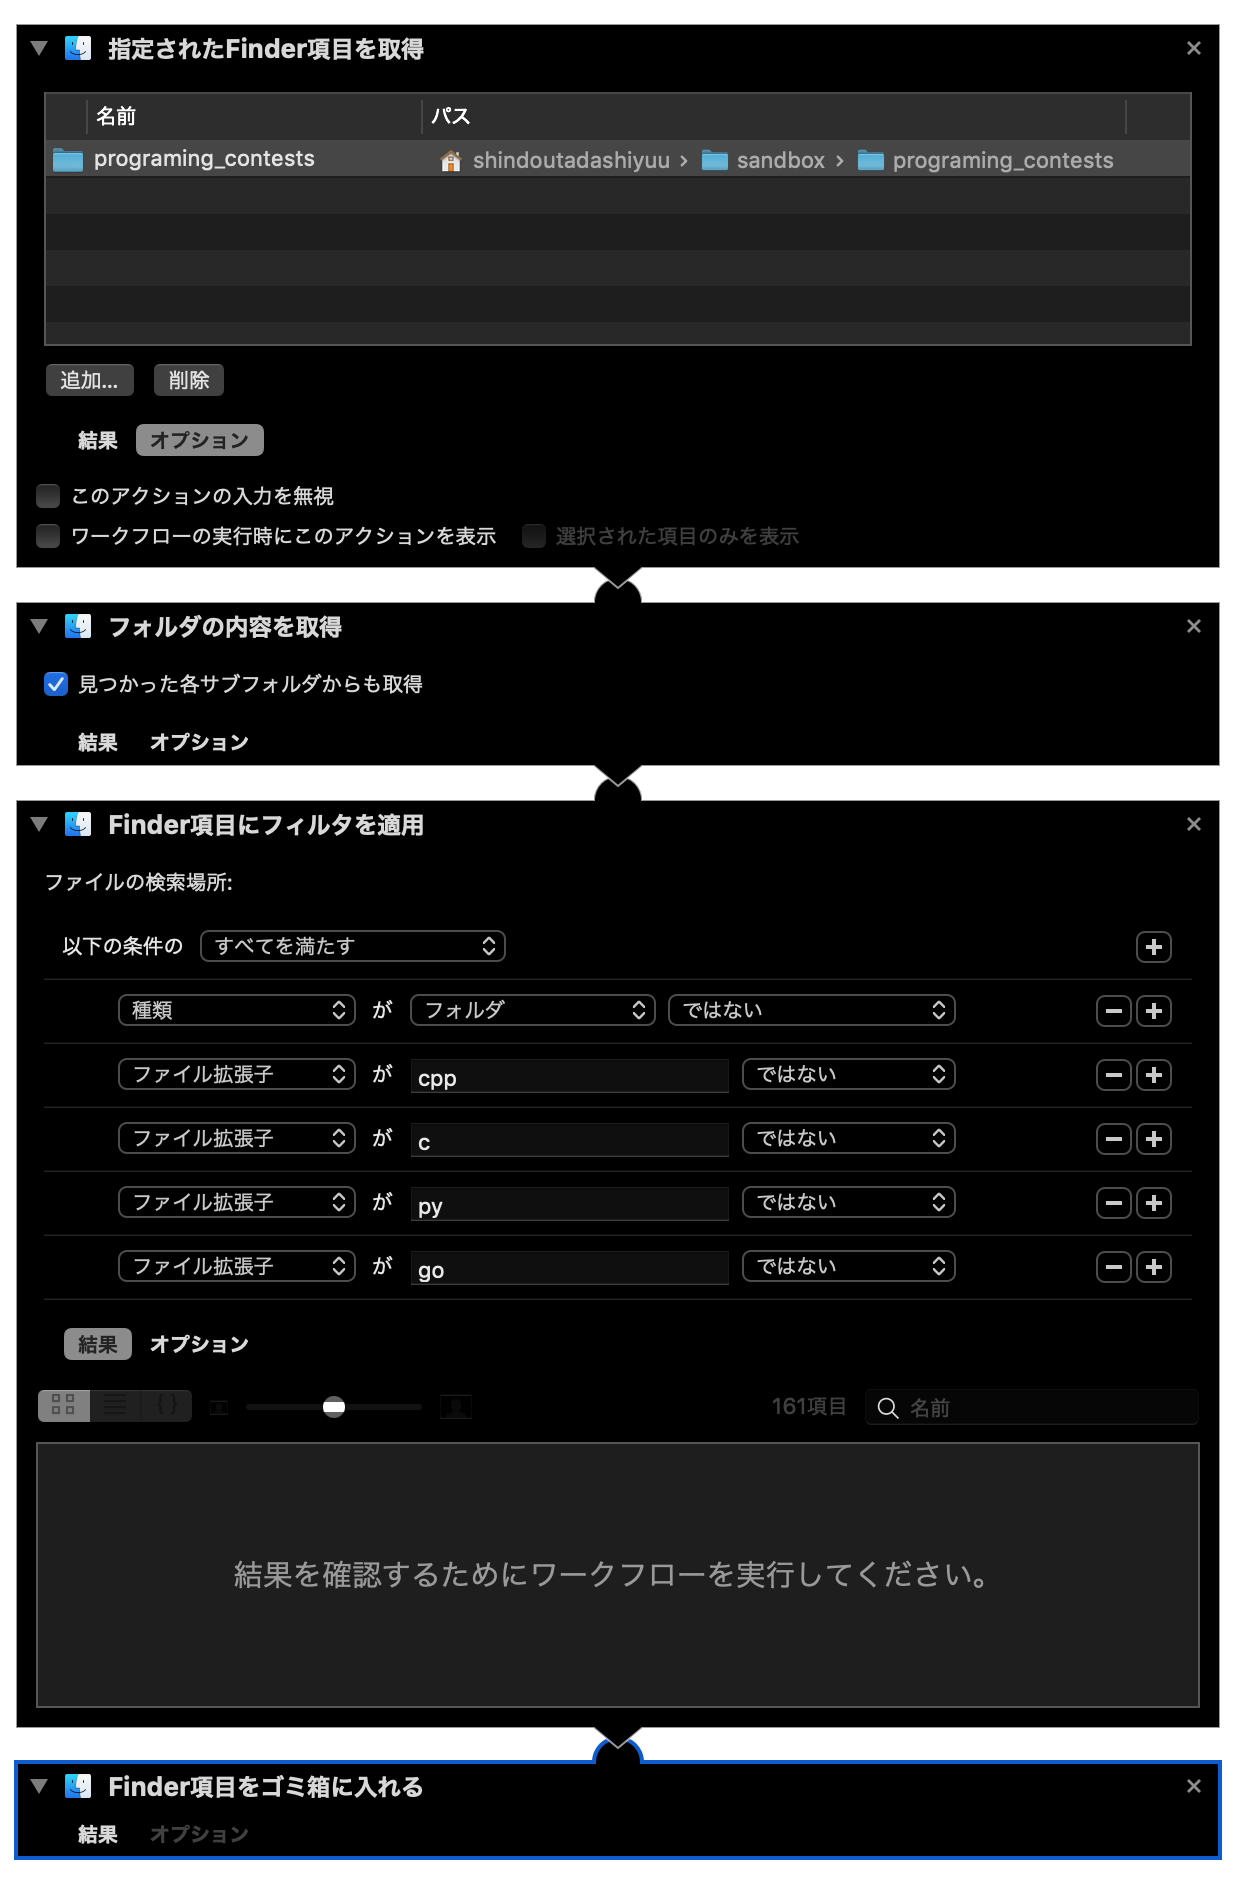 指定されたFinder項目を取得
名前 パス
programing_contests shindoutadashiyuu › sandbox › programing_contests
追加... 削除
結果 オプション
このアクションの入力を無視
ワークフローの実行時にこのアクションを表示 選択された項目のみを表示
フォルダの内容を取得
見つかった各サブフォルダからも取得
結果 オプション
Finder項目にフィルタを適用
ファイルの検索場所:
以下の条件の すべてを満たす
種類 が フォルダ ではない
ファイル拡張子 が cpp ではない
ファイル拡張子 が c ではない
ファイル拡張子 が py ではない
ファイル拡張子 が go ではない
結果 オプション
161項目 名前
結果を確認するためにワークフローを実行してください。
Finder項目をゴミ箱に入れる
結果 オプション